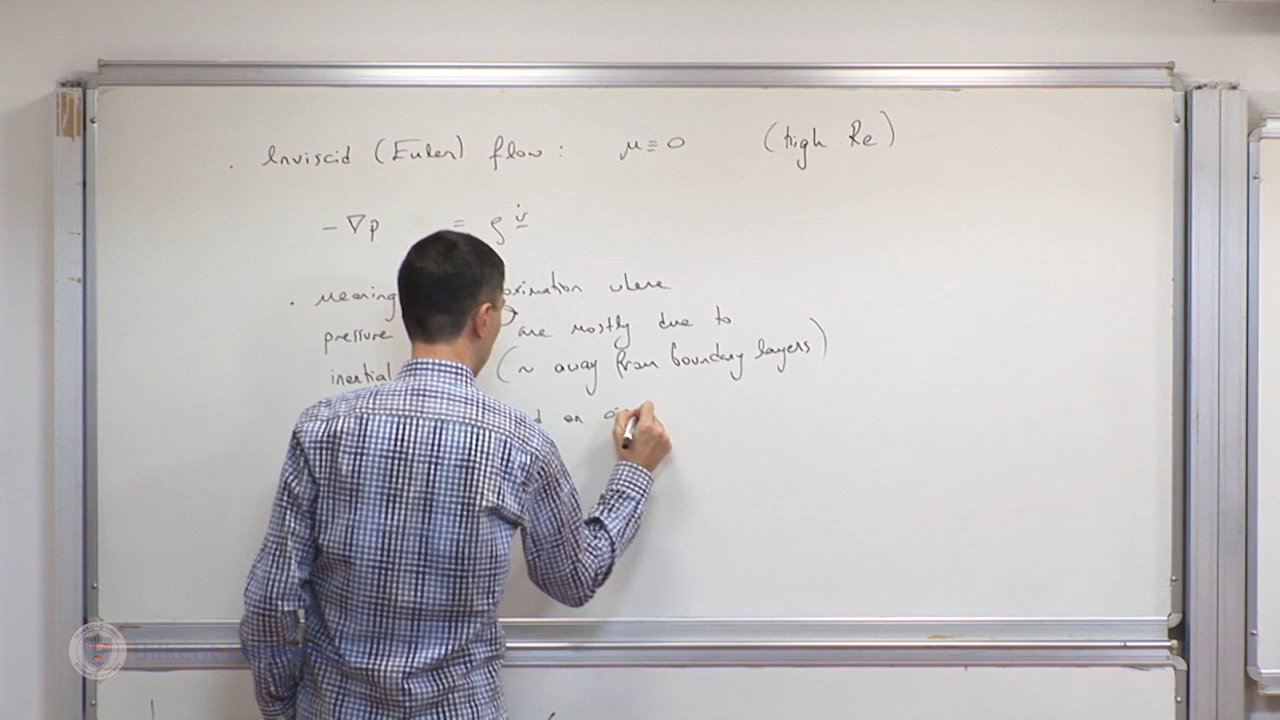 . Inviscid (Euler) flow : μ ≡ 0 (high Re)
- ∇p = ρ v̇
. meaning oximation where
pressure are mostly due to
inertial (~ away from boundary layers)
d on